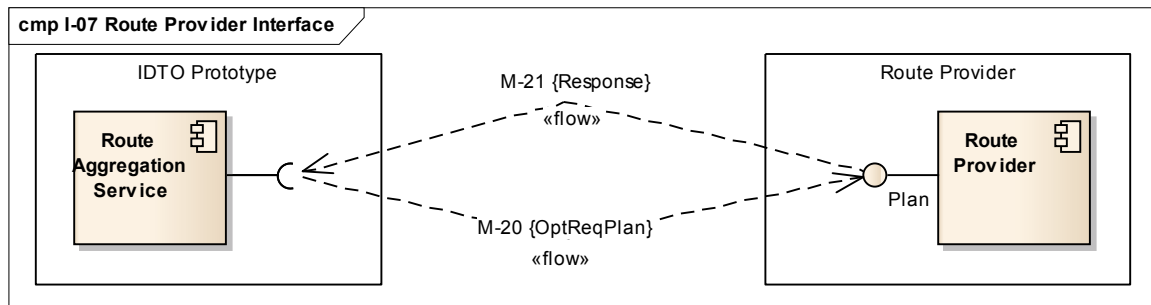 cmp I-07 Route Provider Interface
IDTO Prototype
Route Provider
M-21 {Response}
«flow»
Route
Aggregation
Service
Route
Provider
Plan
M-20 {OptReqPlan}
«flow»